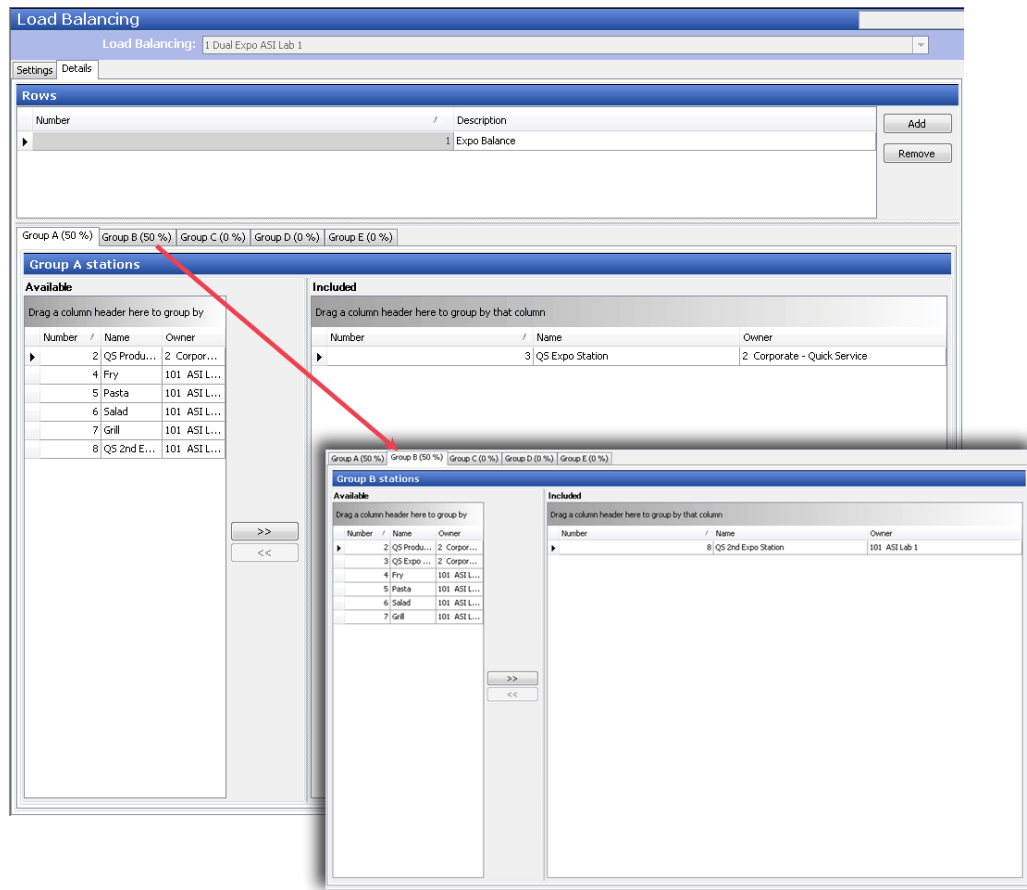 Load Balancing
Load Balancing: 1 Dual Expo ASI Lab 1
Settings Details
Rows
Number / Description
1 Expo Balance
Add
Remove
Group A (50 %) Group B (50 %) Group C (0 %) Group D (0 %) Group E (0 %)
Group A stations
Available
Drag a column header here to group by
Number / Name Owner
2 QS Produ... 2 Corpor...
4 Fry 101 ASI L...
5 Pasta 101 ASI L...
6 Salad 101 ASI L...
7 Grill 101 ASI L...
8 QS 2nd E... 101 ASI L...
>>
<<
Included
Drag a column header here to group by that column
Number / Name Owner
3 QS Expo Station 2 Corporate - Quick Service
Group A (50 %) Group B (50 %) Group C (0 %) Group D (0 %) Group E (0 %)
Group B stations
Available
Drag a column header here to group by
Number / Name Owner
2 QS Produ... 2 Corpor...
3 QS Expo ... 2 Corpor...
4 Fry 101 ASI L...
5 Pasta 101 ASI L...
6 Salad 101 ASI L...
7 Grill 101 ASI L...
>>
<<
Included
Drag a column header here to group by that column
Number / Name Owner
8 QS 2nd Expo Station 101 ASI Lab 1